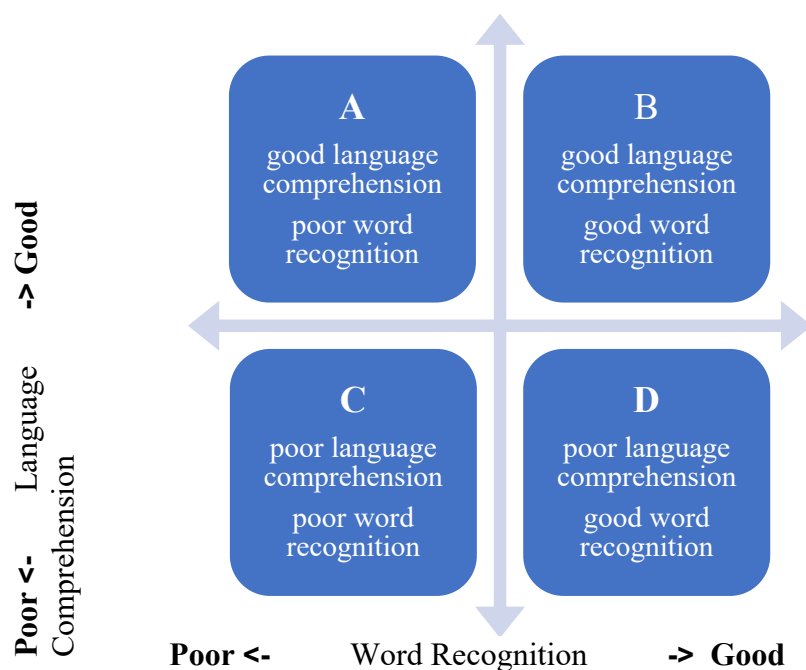 A
good language
comprehension
poor word
recognition
B
good language
comprehension
good word
recognition
C
poor language
comprehension
poor word
recognition
D
poor language
comprehension
good word
recognition
Poor <- Language -> Good
Comprehension
Poor <- Word Recognition -> Good